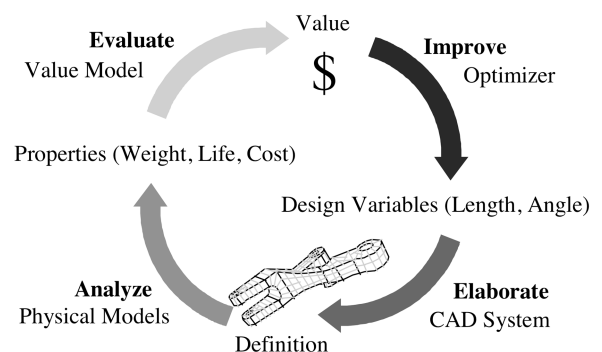 Value
$
Evaluate
Value Model
Improve
Optimizer
Properties (Weight, Life, Cost)
Design Variables (Length, Angle)
Analyze
Physical Models
Elaborate
CAD System
Definition